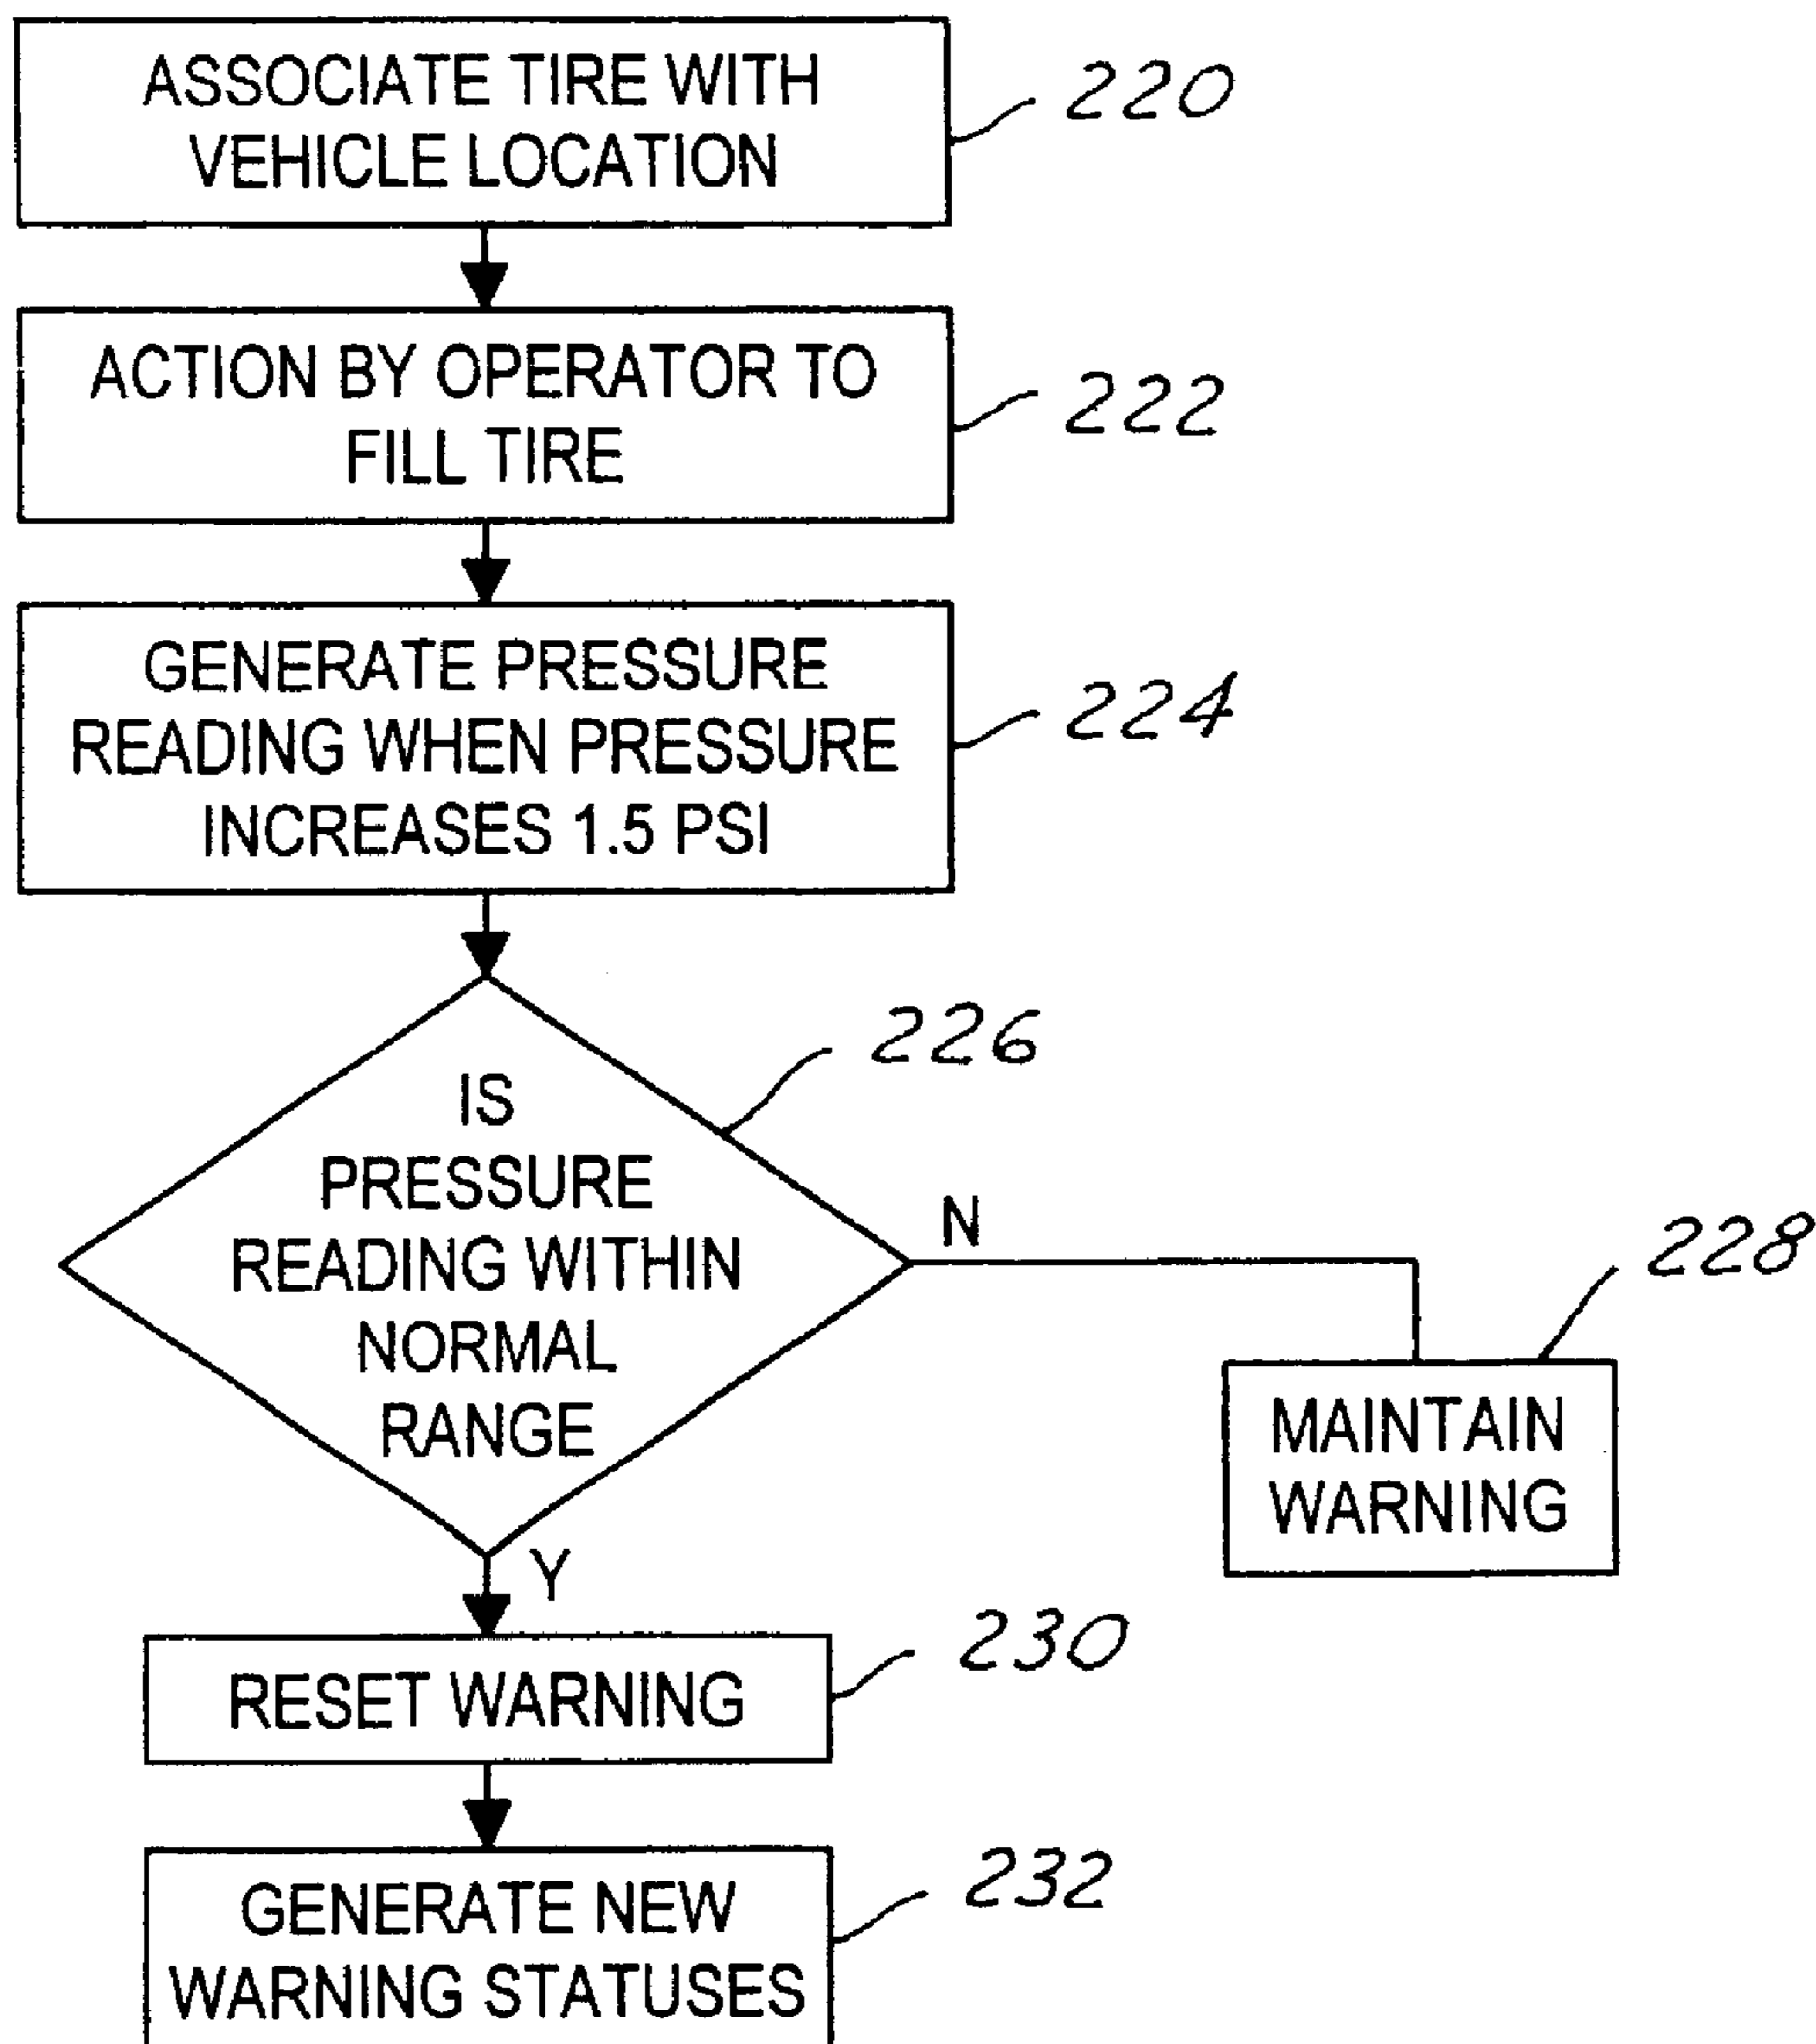 ASSOCIATE TIRE WITH
VEHICLE LOCATION
220
ACTION BY OPERATOR TO
FILL TIRE
222
GENERATE PRESSURE
READING WHEN PRESSURE
INCREASES 1.5 PSI
224
IS
PRESSURE
READING WITHIN
NORMAL
RANGE
226
N
MAINTAIN
WARNING
228
Y
RESET WARNING
230
GENERATE NEW
WARNING STATUSES
232